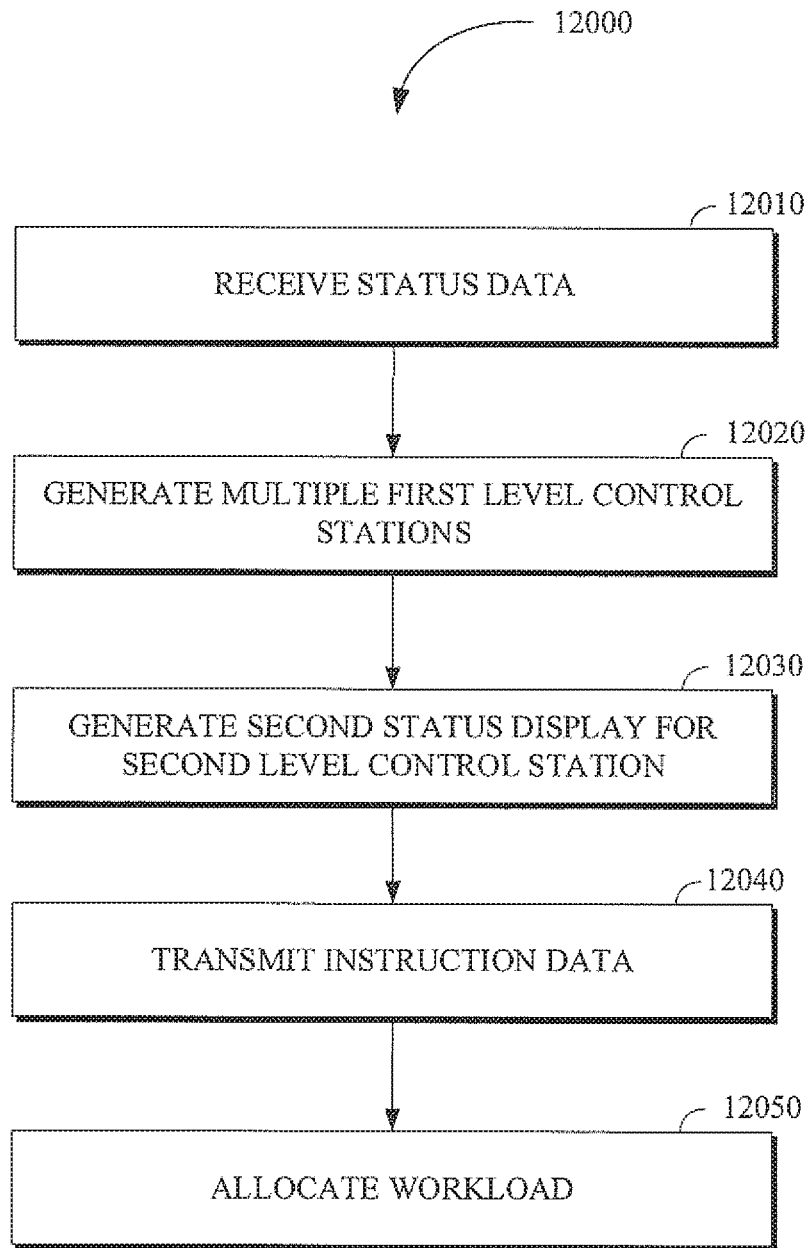 12000
12010
RECEIVE STATUS DATA
12020
GENERATE MULTIPLE FIRST LEVEL CONTROL
STATIONS
12030
GENERATE SECOND STATUS DISPLAY FOR
SECOND LEVEL CONTROL STATION
12040
TRANSMIT INSTRUCTION DATA
12050
ALLOCATE WORKLOAD